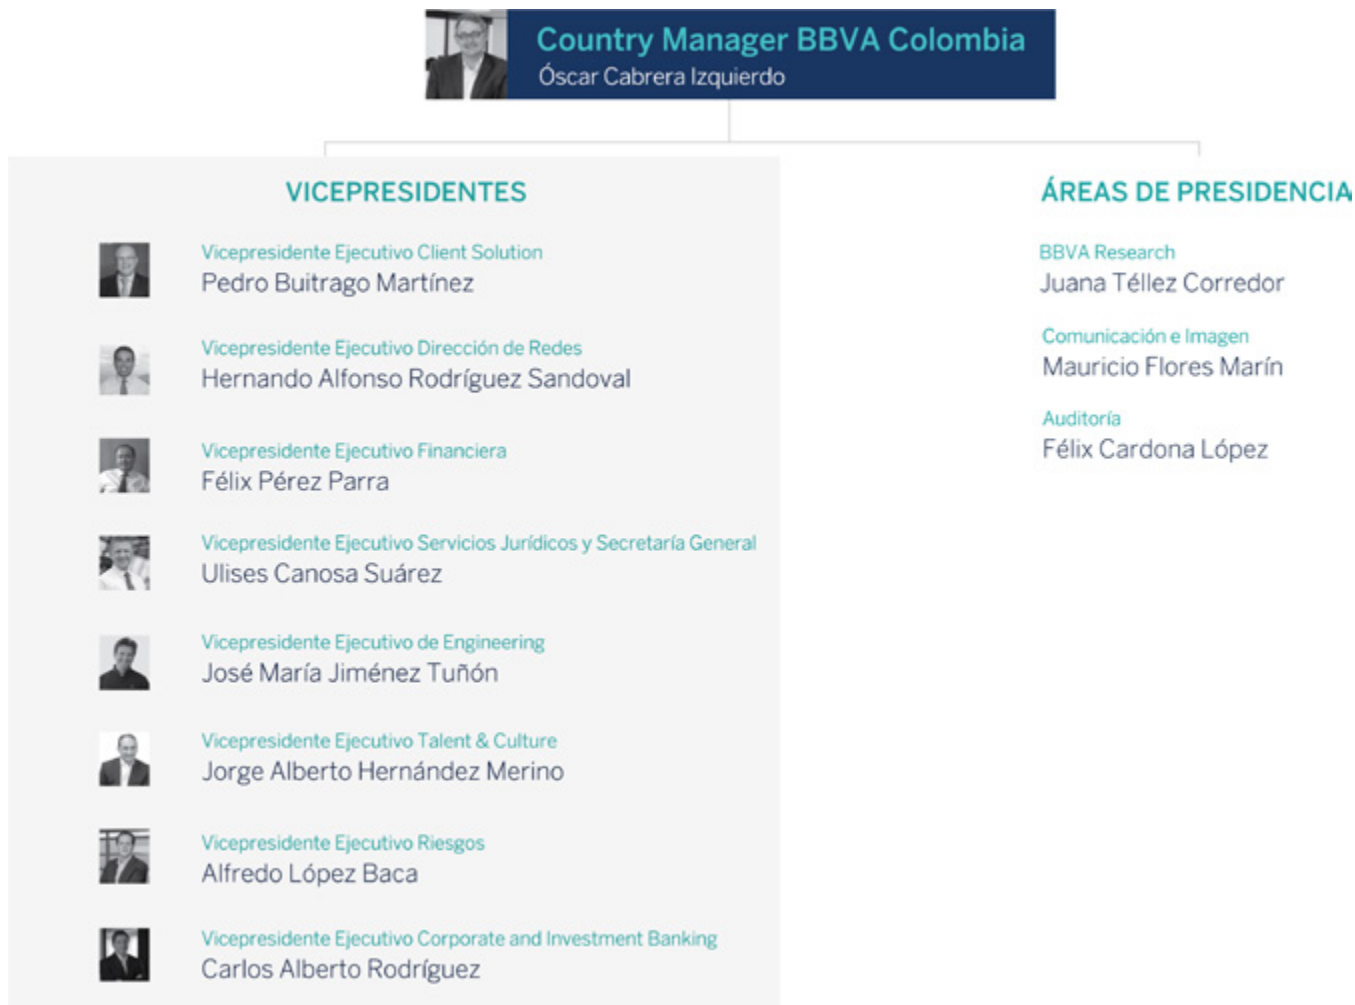 Country Manager BBVA Colombia
Óscar Cabrera Izquierdo
VICEPRESIDENTES
Vicepresidente Ejecutivo Client Solution
Pedro Buitrago Martínez
Vicepresidente Ejecutivo Dirección de Redes
Hernando Alfonso Rodríguez Sandoval
Vicepresidente Ejecutivo Financiera
Félix Pérez Parra
Vicepresidente Ejecutivo Servicios Jurídicos y Secretaría General
Ulises Canosa Suárez
Vicepresidente Ejecutivo de Engineering
José María Jiménez Tuñón
Vicepresidente Ejecutivo Talent & Culture
Jorge Alberto Hernández Merino
Vicepresidente Ejecutivo Riesgos
Alfredo López Baca
Vicepresidente Ejecutivo Corporate and Investment Banking
Carlos Alberto Rodríguez
ÁREAS DE PRESIDENCIA
BBVA Research
Juana Téllez Corredor
Comunicación e Imagen
Mauricio Flores Marín
Auditoría
Félix Cardona López